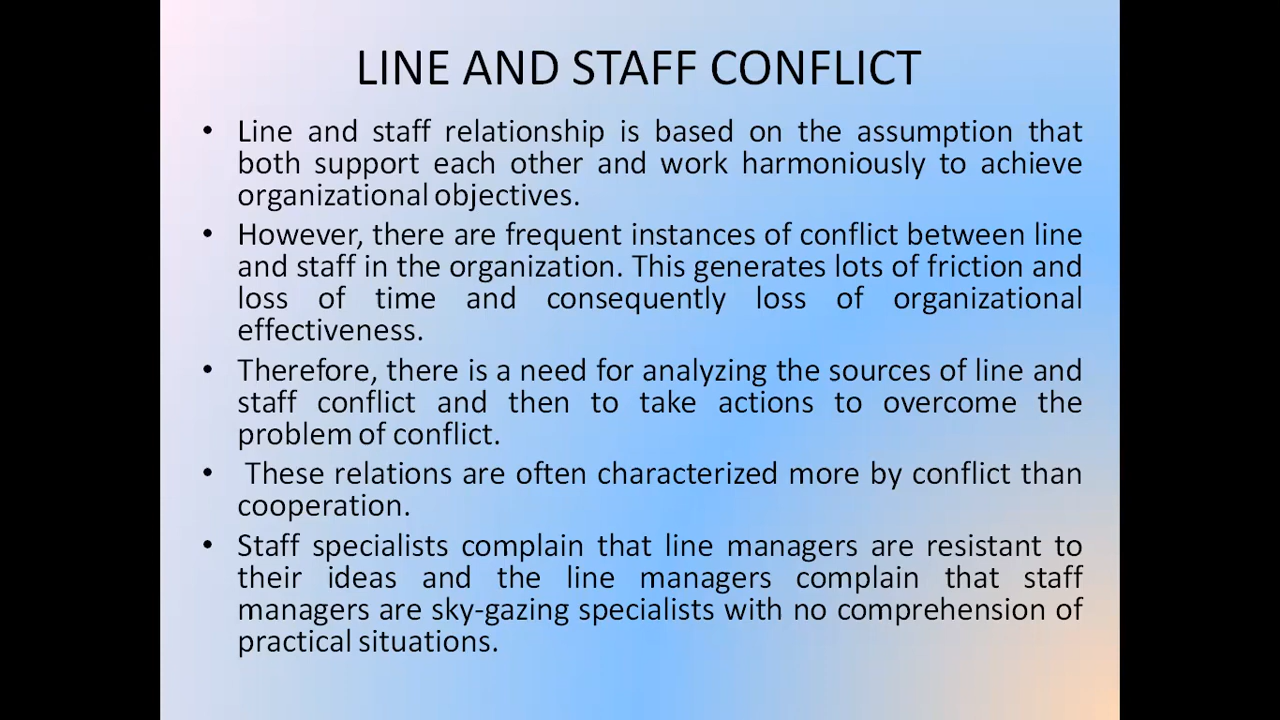 LINE AND STAFF CONFLICT
• Line and staff relationship is based on the assumption that
both support each other and work harmoniously to achieve
organizational objectives.
• However, there are frequent instances of conflict between line
and staff in the organization. This generates lots of friction and
loss of time and consequently loss of organizational
effectiveness.
• Therefore, there is a need for analyzing the sources of line and
staff conflict and then to take actions to overcome the
problem of conflict.
• These relations are often characterized more by conflict than
cooperation.
• Staff specialists complain that line managers are resistant to
their ideas and the line managers complain that staff
managers are sky-gazing specialists with no comprehension of
practical situations.